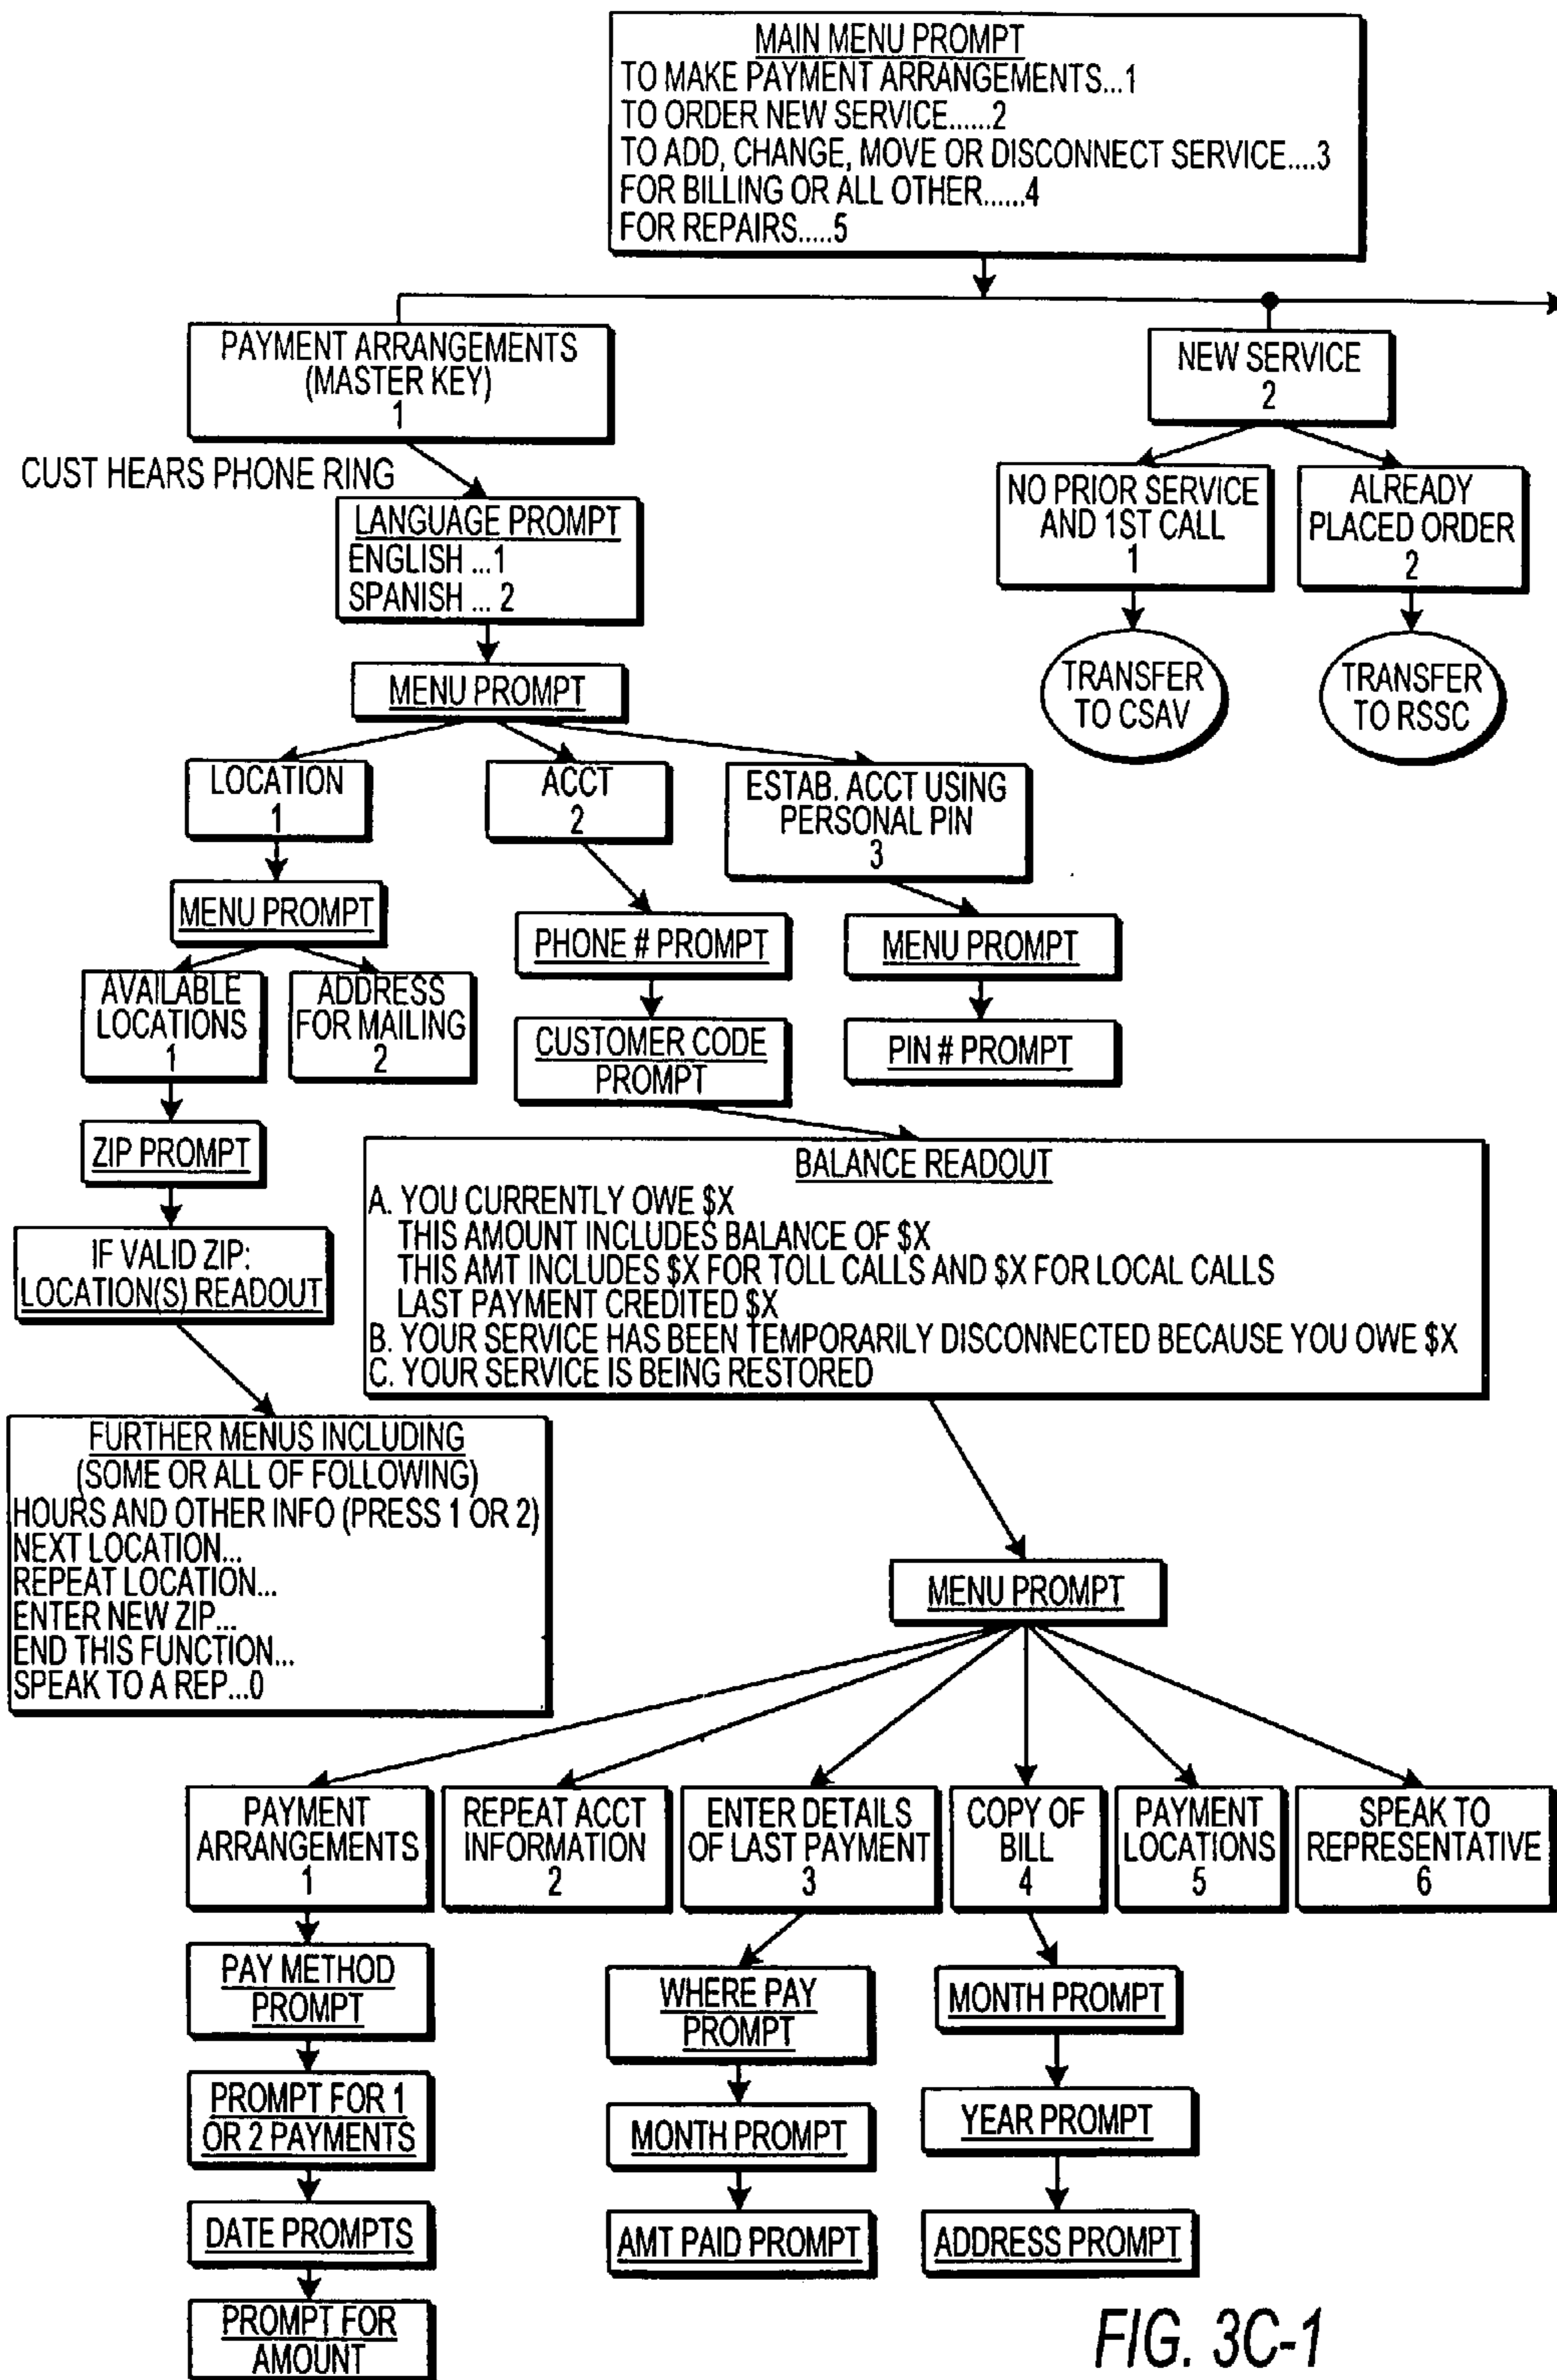 MAIN MENU PROMPT
TO MAKE PAYMENT ARRANGEMENTS...1
TO ORDER NEW SERVICE......2
TO ADD, CHANGE, MOVE OR DISCONNECT SERVICE....3
FOR BILLING OR ALL OTHER......4
FOR REPAIRS.....5
PAYMENT ARRANGEMENTS
(MASTER KEY)
1
NEW SERVICE
2
CUST HEARS PHONE RING
LANGUAGE PROMPT
ENGLISH ...1
SPANISH ... 2
NO PRIOR SERVICE
AND 1ST CALL
1
ALREADY
PLACED ORDER
2
MENU PROMPT
TRANSFER
TO CSAV
TRANSFER
TO RSSC
LOCATION
1
ACCT
2
ESTAB. ACCT USING
PERSONAL PIN
3
MENU PROMPT
PHONE # PROMPT
MENU PROMPT
AVAILABLE
LOCATIONS
1
ADDRESS
FOR MAILING
2
CUSTOMER CODE
PROMPT
PIN # PROMPT
ZIP PROMPT
IF VALID ZIP:
LOCATION(S) READOUT
BALANCE READOUT
A. YOU CURRENTLY OWE $X
THIS AMOUNT INCLUDES BALANCE OF $X
THIS AMT INCLUDES $X FOR TOLL CALLS AND $X FOR LOCAL CALLS
LAST PAYMENT CREDITED $X
B. YOUR SERVICE HAS BEEN TEMPORARILY DISCONNECTED BECAUSE YOU OWE $X
C. YOUR SERVICE IS BEING RESTORED
FURTHER MENUS INCLUDING
(SOME OR ALL OF FOLLOWING)
HOURS AND OTHER INFO (PRESS 1 OR 2)
NEXT LOCATION...
REPEAT LOCATION...
ENTER NEW ZIP...
END THIS FUNCTION...
SPEAK TO A REP...0
MENU PROMPT
PAYMENT
ARRANGEMENTS
1
REPEAT ACCT
INFORMATION
2
ENTER DETAILS
OF LAST PAYMENT
3
COPY OF
BILL
4
PAYMENT
LOCATIONS
5
SPEAK TO
REPRESENTATIVE
6
PAY METHOD
PROMPT
PROMPT FOR 1
OR 2 PAYMENTS
DATE PROMPTS
PROMPT FOR
AMOUNT
WHERE PAY
PROMPT
MONTH PROMPT
AMT PAID PROMPT
MONTH PROMPT
YEAR PROMPT
ADDRESS PROMPT
FIG. 3C-1